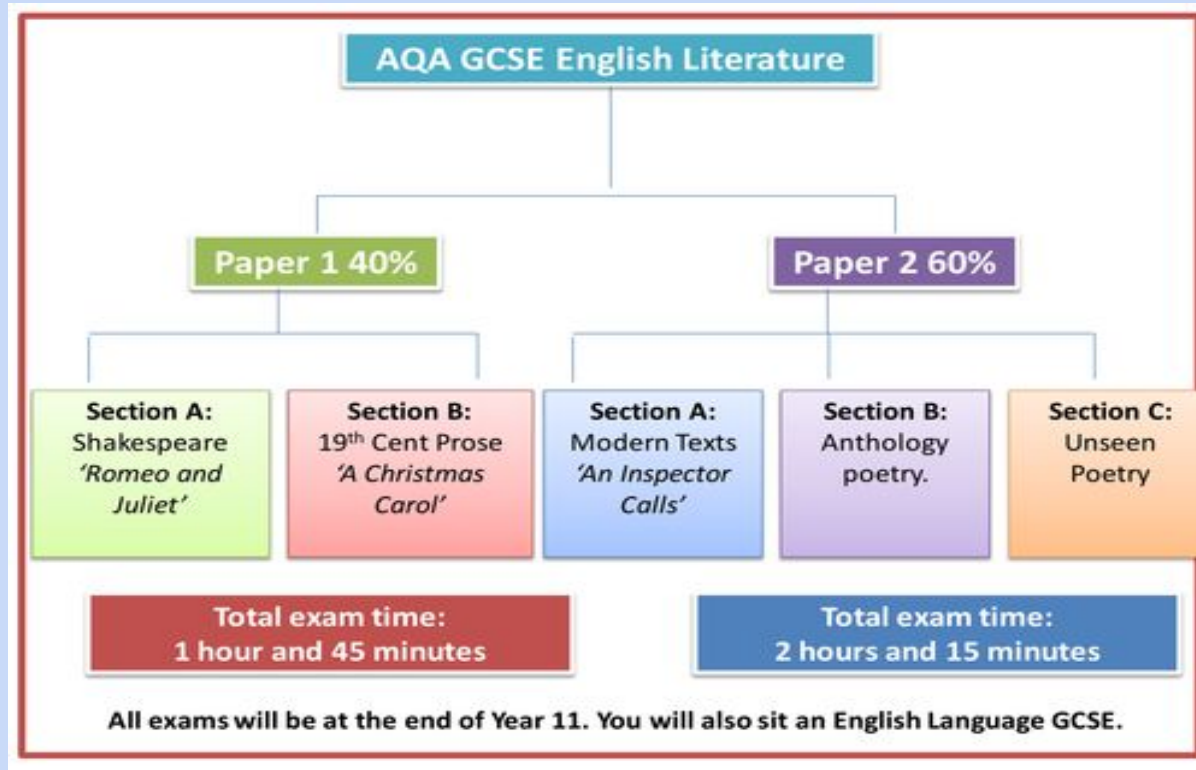 AQA GCSE English Literature
Paper 1 40%
Paper 2 60%
Section A:
Shakespeare
‘Romeo and
Juliet’
Section B:
19th Cent Prose
‘A Christmas
Carol’
Section A:
Modern Texts
‘An Inspector
Calls’
Section B:
Anthology
poetry.
Section C:
Unseen
Poetry
Total exam time:
1 hour and 45 minutes
Total exam time:
2 hours and 15 minutes
All exams will be at the end of Year 11. You will also sit an English Language GCSE.